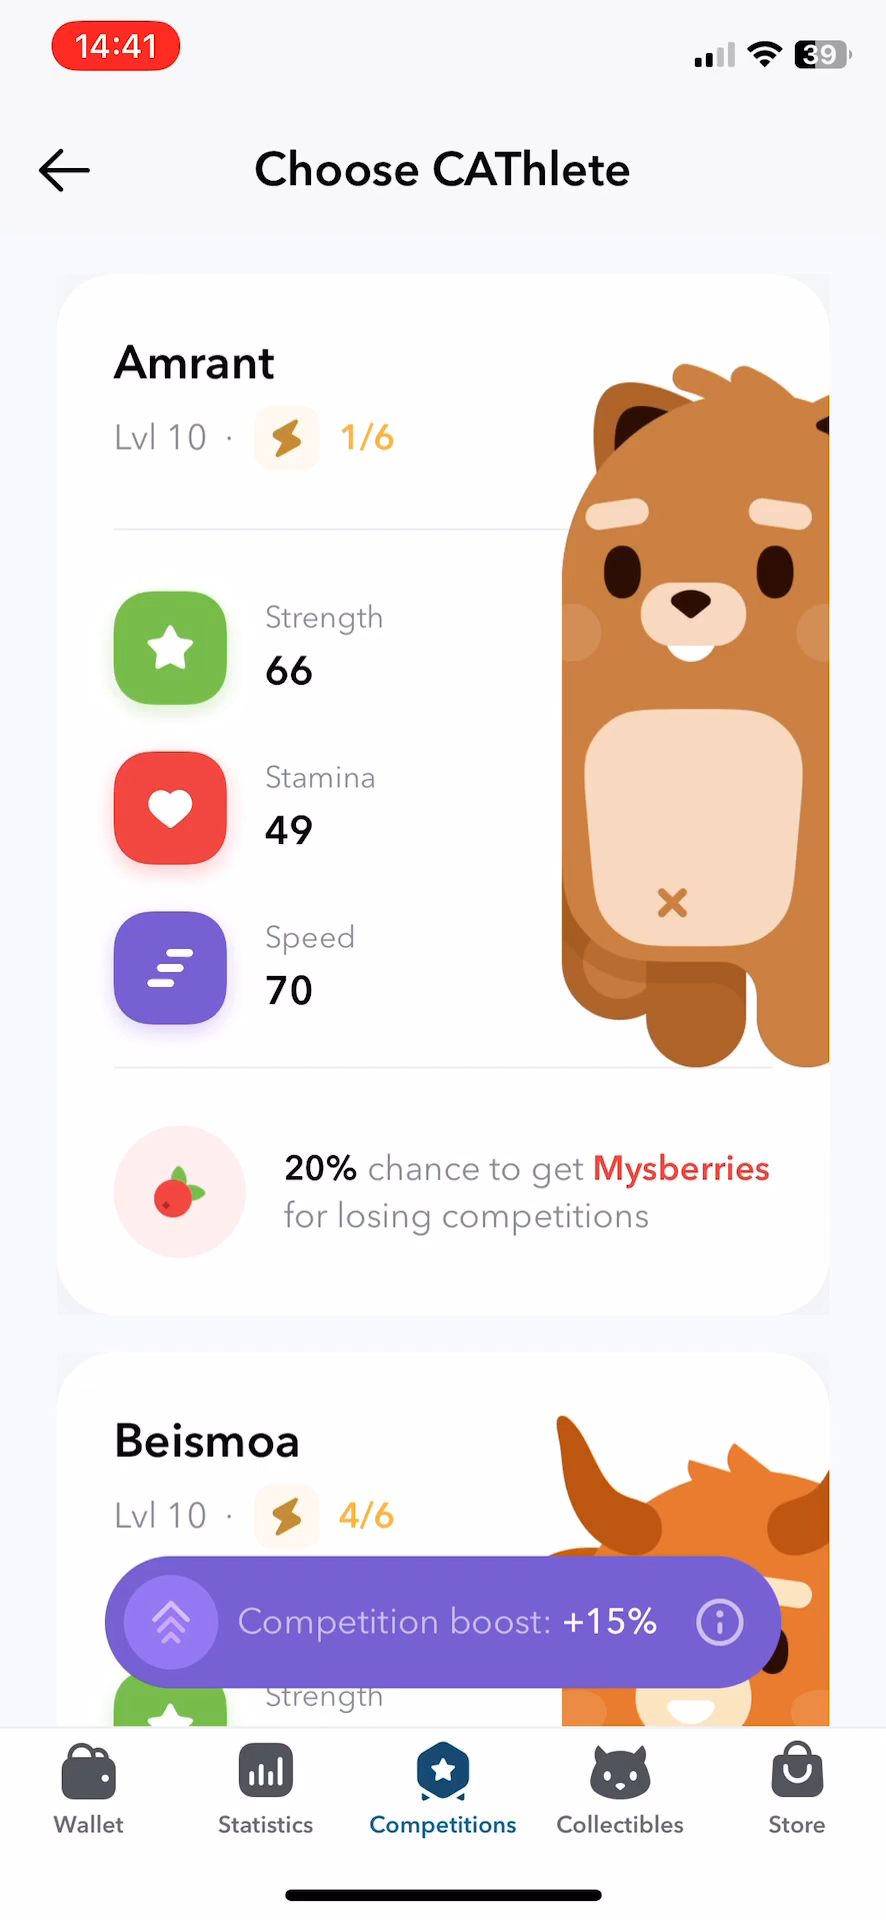 14:41
39
Choose CAThlete
Amrant
Lvl 10 · 1/6
Strength
66
Stamina
49
Speed
70
20% chance to get Mysberries
for losing competitions
Beismoa
Lvl 10 · 4/6
Competition boost: +15%
Strength
Wallet
Statistics
Competitions
Collectibles
Store